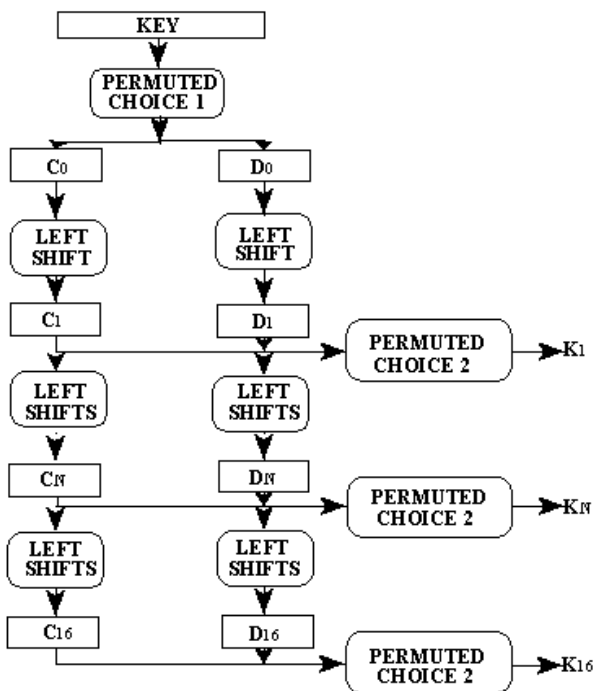 KEY
PERMUTED
CHOICE 1
C0
D0
LEFT
SHIFT
LEFT
SHIFT
C1
D1
PERMUTED
CHOICE 2
K1
LEFT
SHIFTS
LEFT
SHIFTS
CN
DN
PERMUTED
CHOICE 2
KN
LEFT
SHIFTS
LEFT
SHIFTS
C16
D16
PERMUTED
CHOICE 2
K16